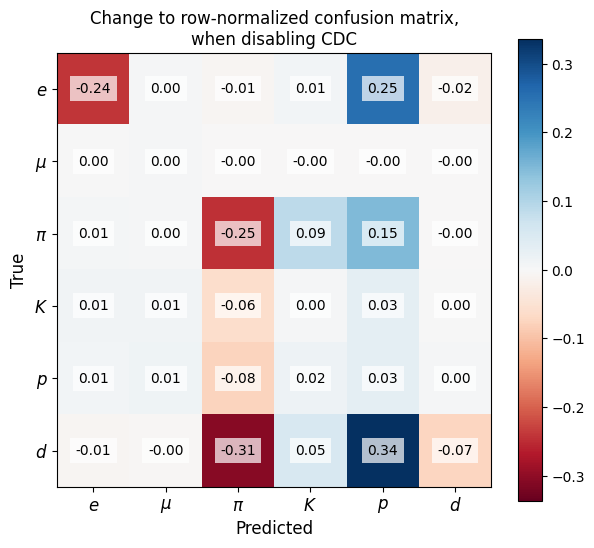 Change to row-normalized confusion matrix,
when disabling CDC
e -0.24 0.00 -0.01 0.01 0.25 -0.02
μ 0.00 0.00 -0.00 -0.00 -0.00 -0.00
π 0.01 0.00 -0.25 0.09 0.15 -0.00
K 0.01 0.01 -0.06 0.00 0.03 0.00
p 0.01 0.01 -0.08 0.02 0.03 0.00
d -0.01 -0.00 -0.31 0.05 0.34 -0.07
e μ π K p d
Predicted
True
0.3
0.2
0.1
0.0
−0.1
−0.2
−0.3